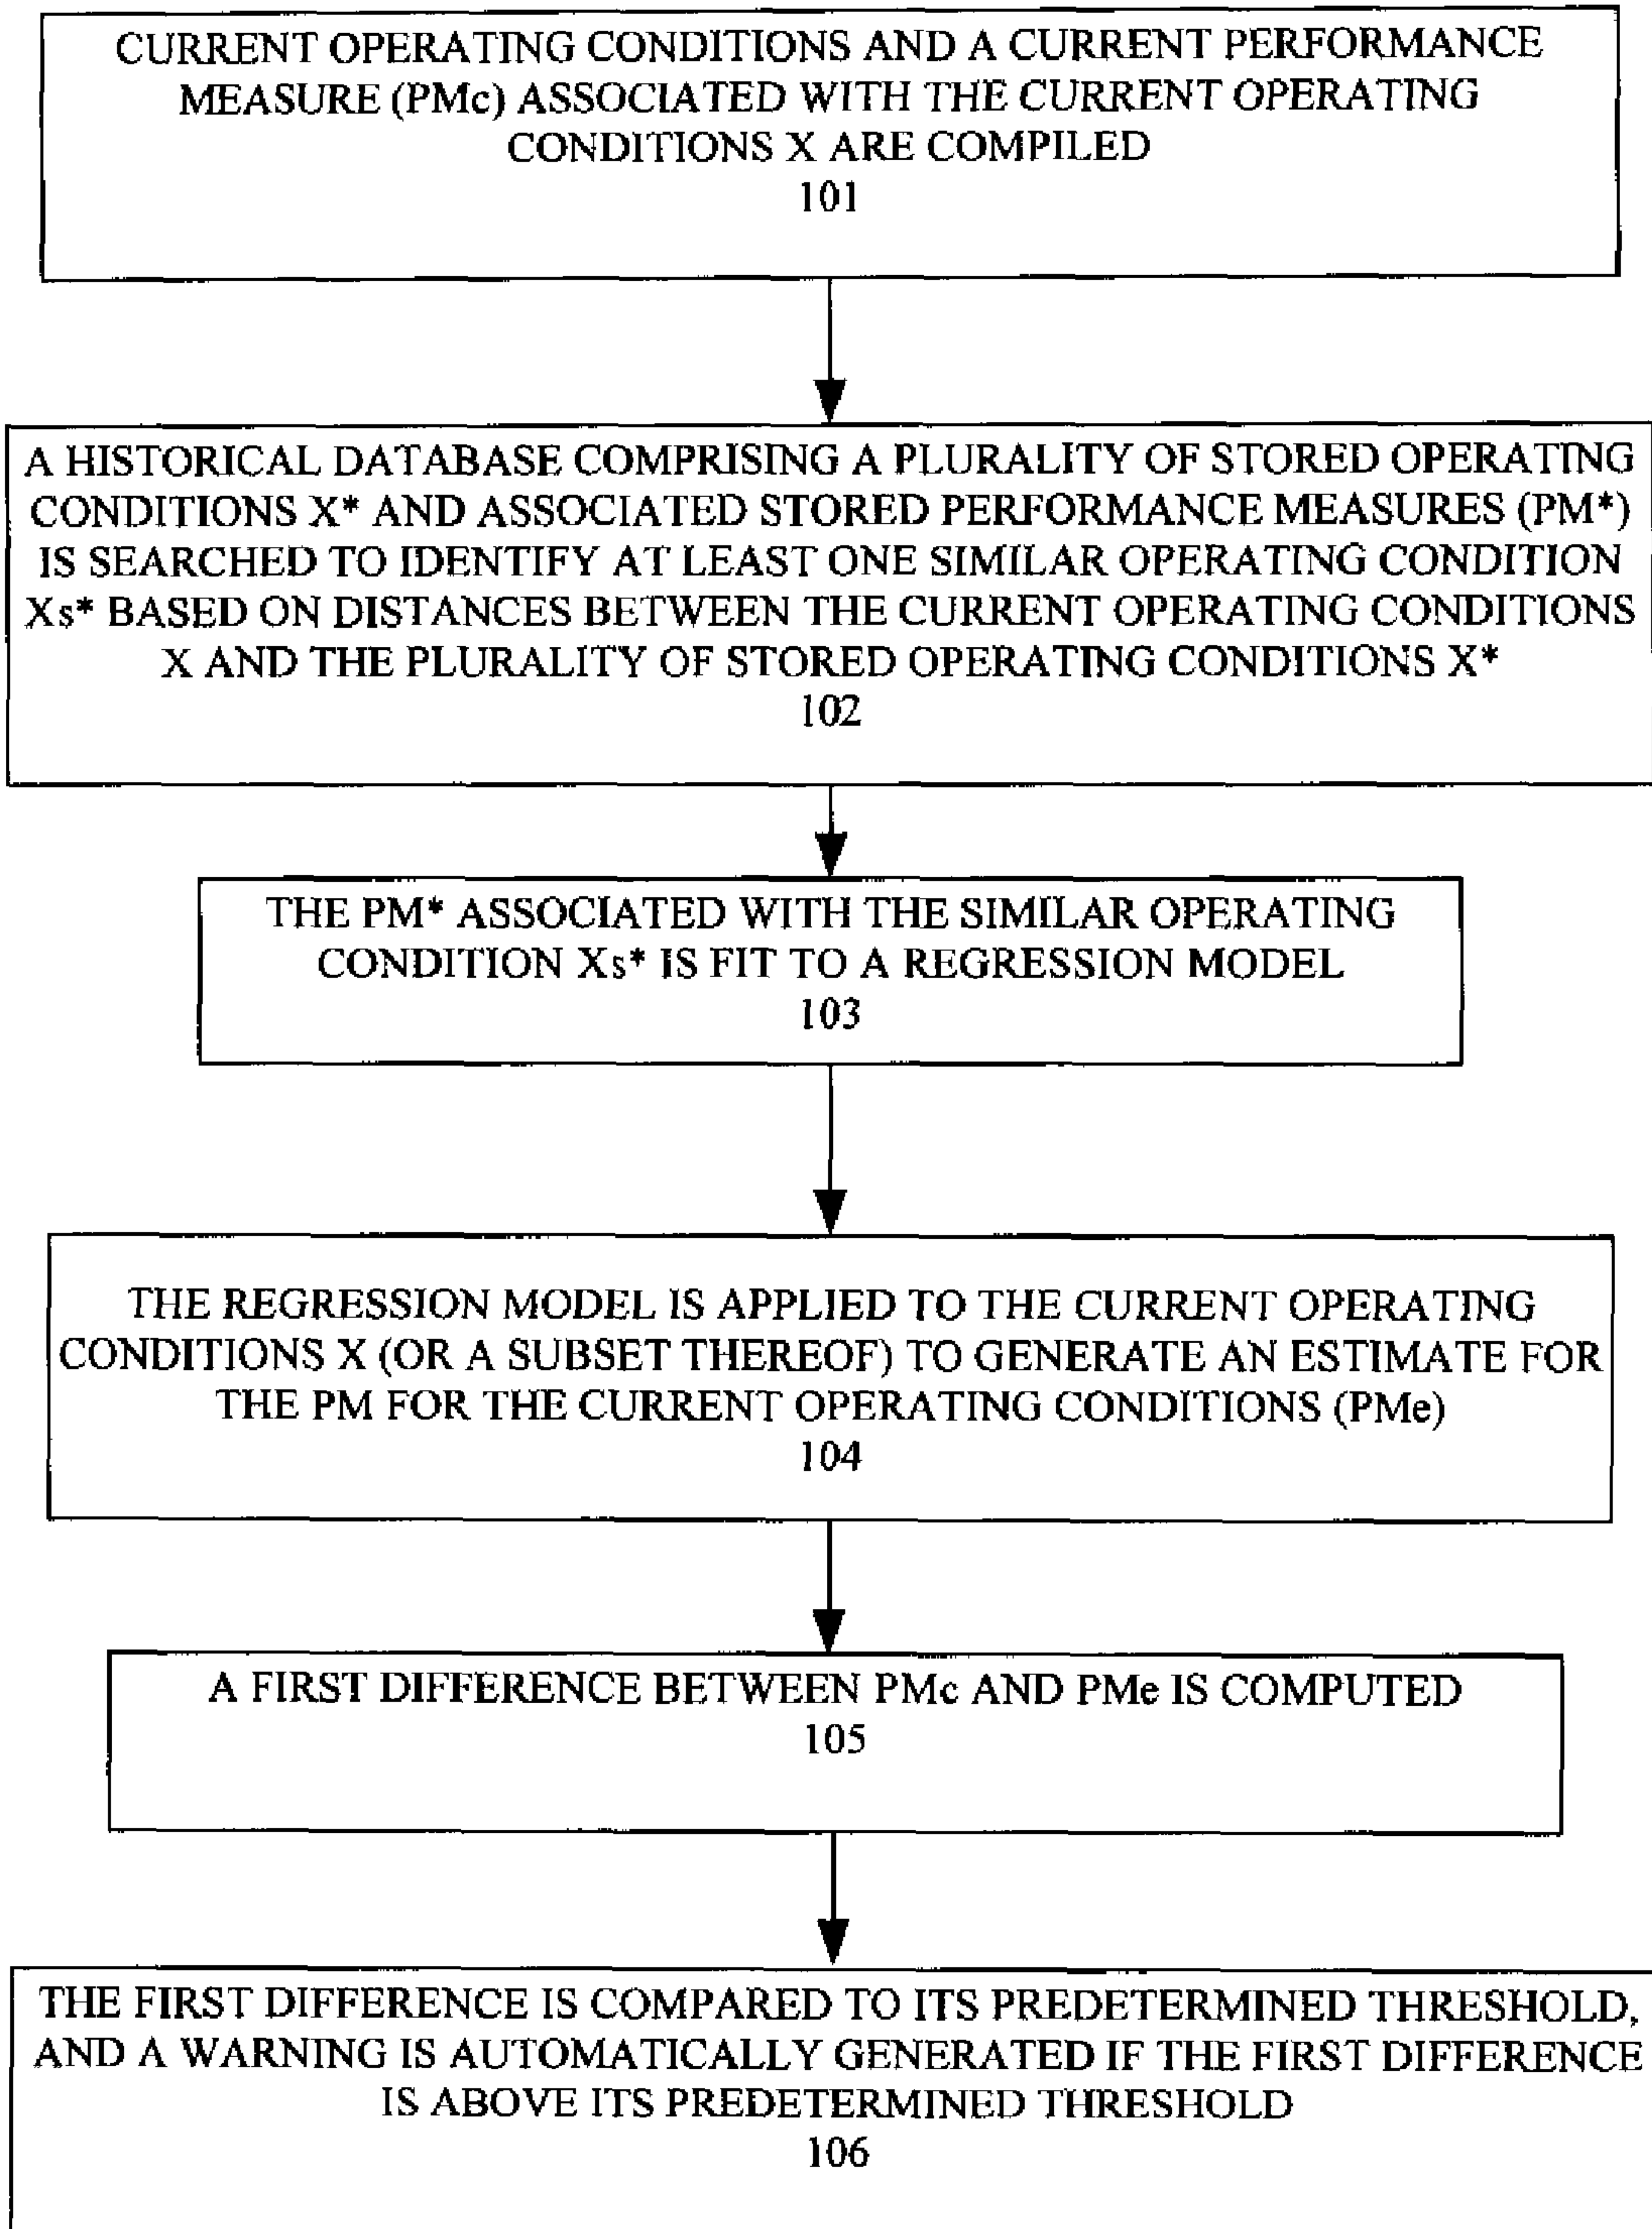 CURRENT OPERATING CONDITIONS AND A CURRENT PERFORMANCE
MEASURE (PMc) ASSOCIATED WITH THE CURRENT OPERATING
CONDITIONS X ARE COMPILED
101
A HISTORICAL DATABASE COMPRISING A PLURALITY OF STORED OPERATING
CONDITIONS X* AND ASSOCIATED STORED PERFORMANCE MEASURES (PM*)
IS SEARCHED TO IDENTIFY AT LEAST ONE SIMILAR OPERATING CONDITION
Xs* BASED ON DISTANCES BETWEEN THE CURRENT OPERATING CONDITIONS
X AND THE PLURALITY OF STORED OPERATING CONDITIONS X*
102
THE PM* ASSOCIATED WITH THE SIMILAR OPERATING
CONDITION Xs* IS FIT TO A REGRESSION MODEL
103
THE REGRESSION MODEL IS APPLIED TO THE CURRENT OPERATING
CONDITIONS X (OR A SUBSET THEREOF) TO GENERATE AN ESTIMATE FOR
THE PM FOR THE CURRENT OPERATING CONDITIONS (PMe)
104
A FIRST DIFFERENCE BETWEEN PMc AND PMe IS COMPUTED
105
THE FIRST DIFFERENCE IS COMPARED TO ITS PREDETERMINED THRESHOLD,
AND A WARNING IS AUTOMATICALLY GENERATED IF THE FIRST DIFFERENCE
IS ABOVE ITS PREDETERMINED THRESHOLD
106